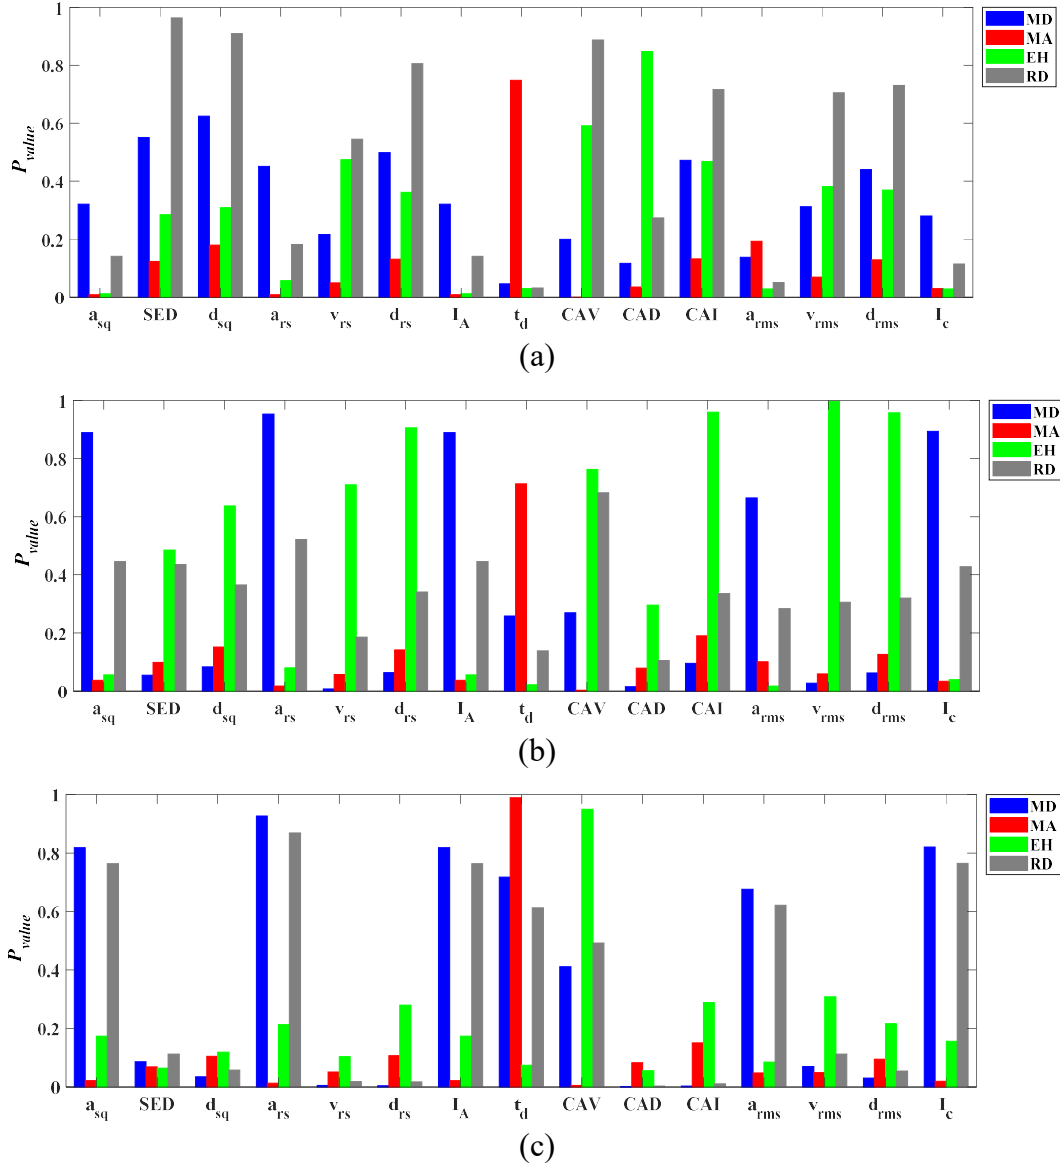 1
0.8
0.6
0.4
0.2
0
P_value
MD
MA
EH
RD
a_sq SED d_sq a_rs v_rs d_rs I_A t_d CAV CAD CAI a_rms v_rms d_rms I_c
(a)
1
0.8
0.6
0.4
0.2
0
P_value
MD
MA
EH
RD
a_sq SED d_sq a_rs v_rs d_rs I_A t_d CAV CAD CAI a_rms v_rms d_rms I_c
(b)
1
0.8
0.6
0.4
0.2
0
P_value
MD
MA
EH
RD
a_sq SED d_sq a_rs v_rs d_rs I_A t_d CAV CAD CAI a_rms v_rms d_rms I_c
(c)